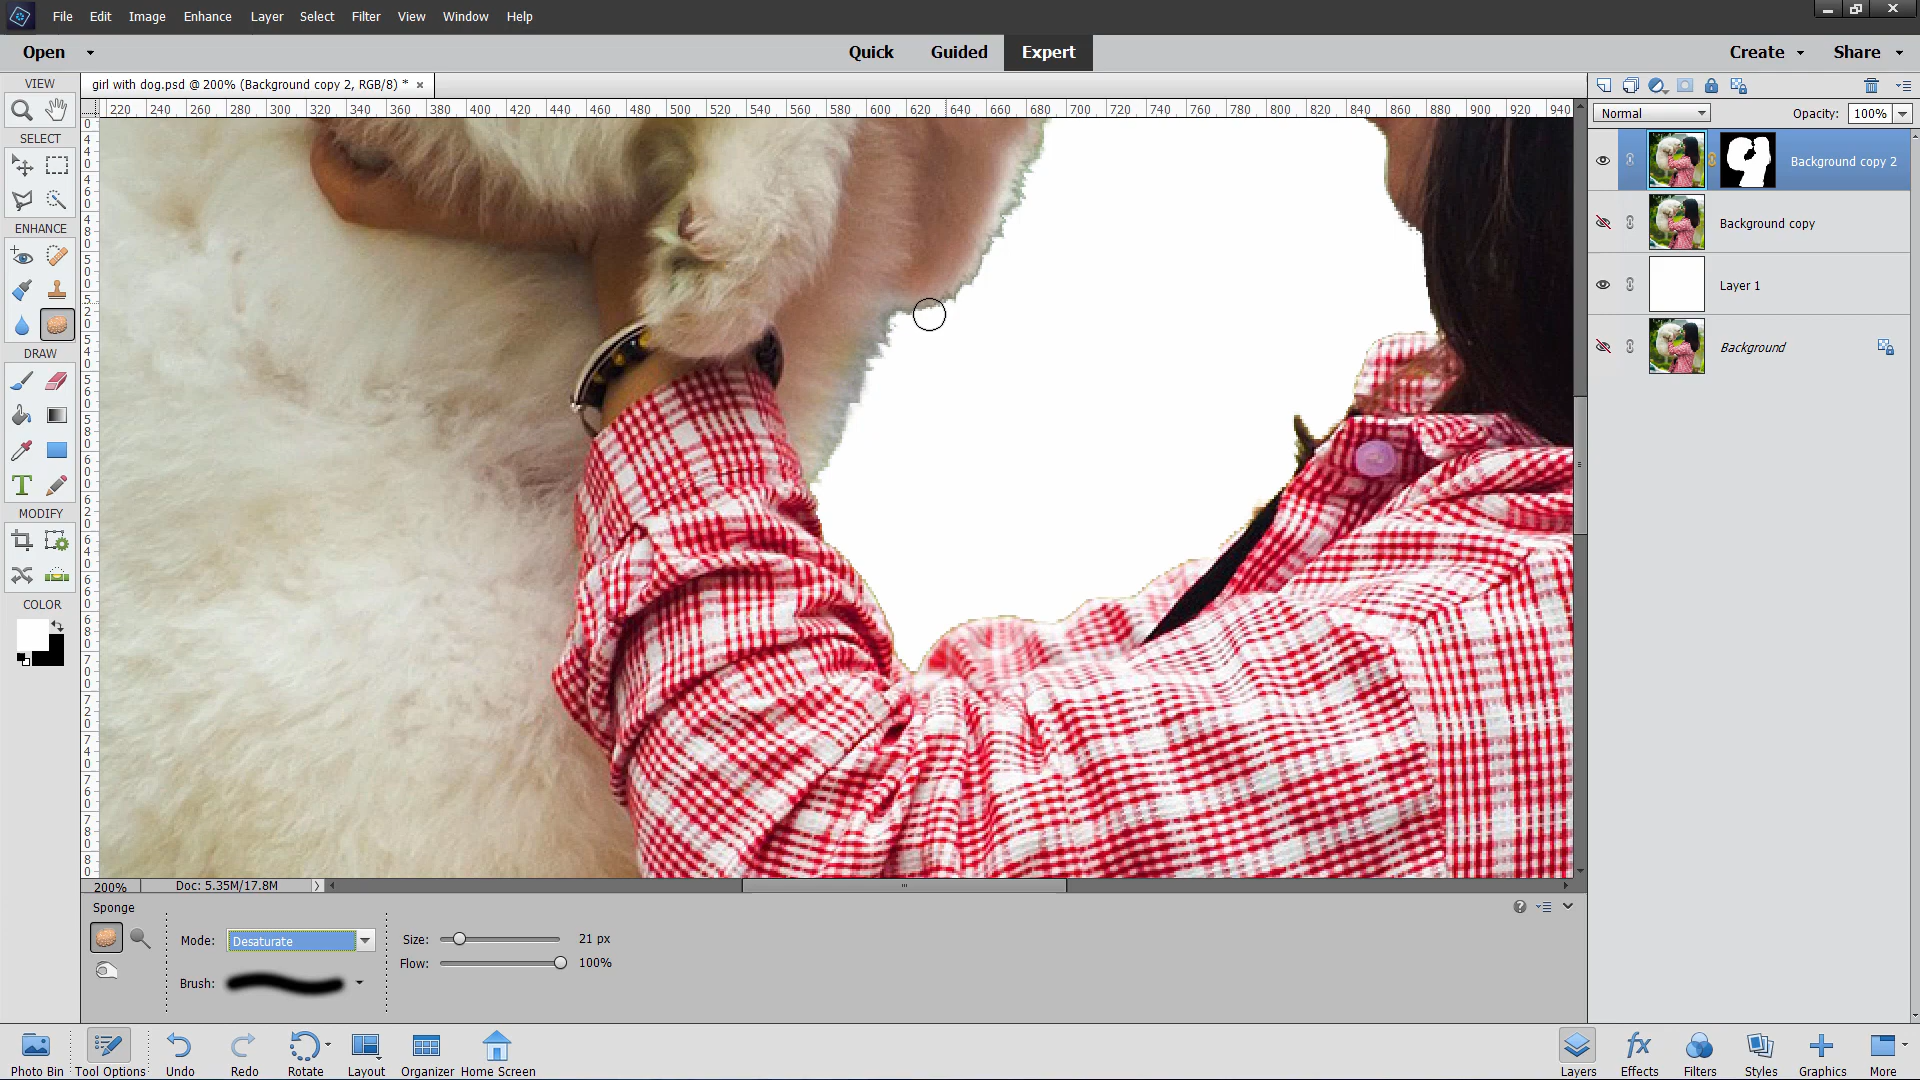 File Edit Image Enhance Layer Select Filter View Window Help
Open Quick Guided Expert Create Share
VIEW
girl with dog.psd @ 200% (Background copy 2, RGB/8) * ×
220 240 260 280 300 320 340 360 380 400 420 440 460 480 500 520 540 560 580 600 620 640 660 680 700 720 740 760 780 800 820 840 860 880 900 920 940
Normal Opacity: 100%
SELECT
Background copy 2
Background copy
ENHANCE
Layer 1
Background
DRAW
T
MODIFY
COLOR
200% Doc: 5.35M/17.8M
Sponge
Mode: Desaturate Size: 21 px
Flow: 100%
Brush:
Photo Bin Tool Options Undo Redo Rotate Layout Organizer Home Screen
fx
Layers Effects Filters Styles Graphics More